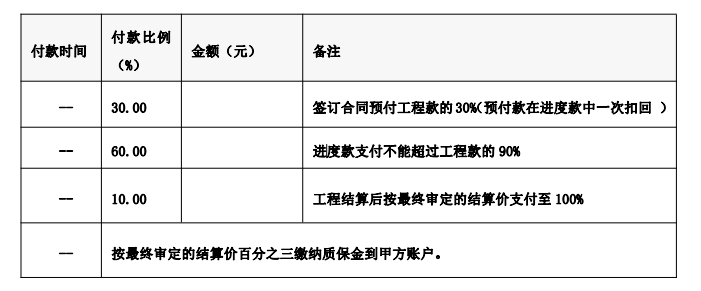 付款时间 付款比例（%） 金额（元） 备注
—— 30.00 签订合同预付工程款的30%(预付款在进度款中一次扣回 ）
—— 60.00 进度款支付不能超过工程款的 90%
—— 10.00 工程结算后按最终审定的结算价支付至 100%
—— 按最终审定的结算价百分之三缴纳质保金到甲方账户。